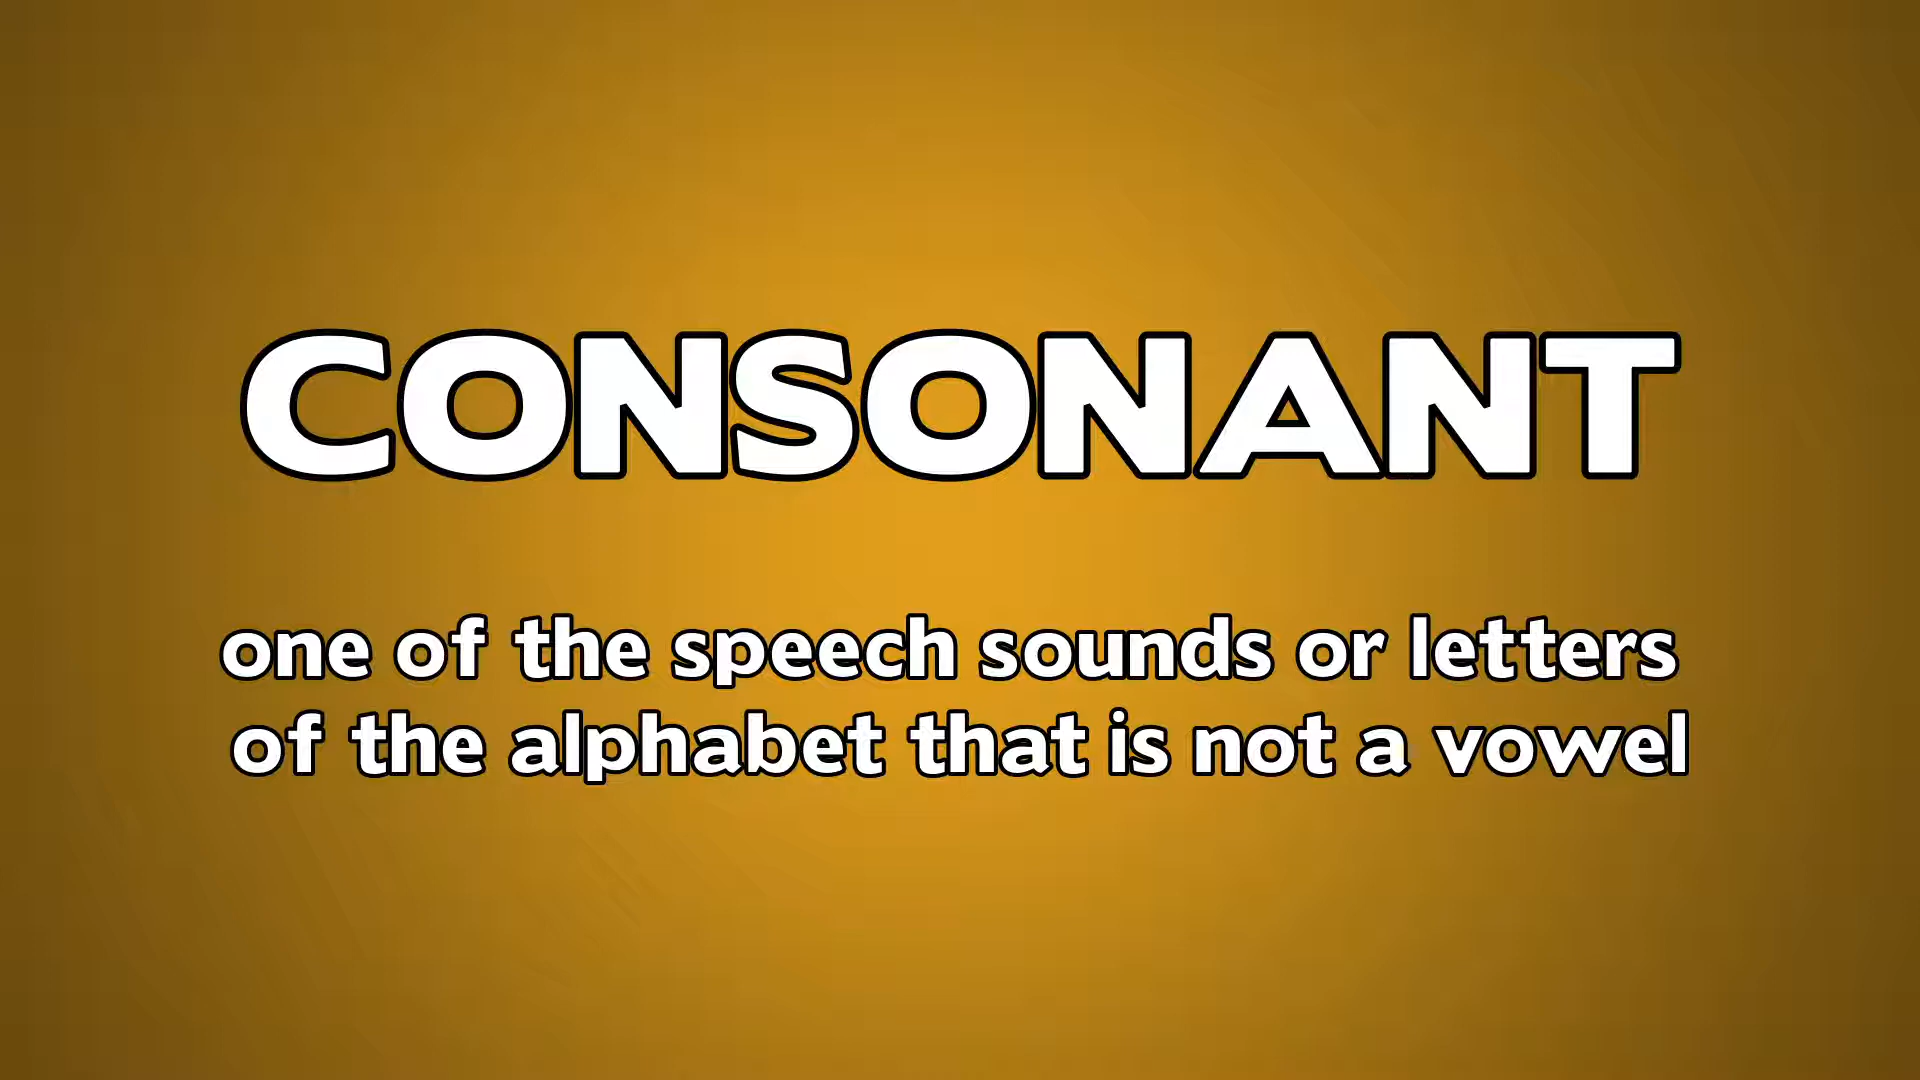 CONSONANT
one of the speech sounds or letters
of the alphabet that is not a vowel